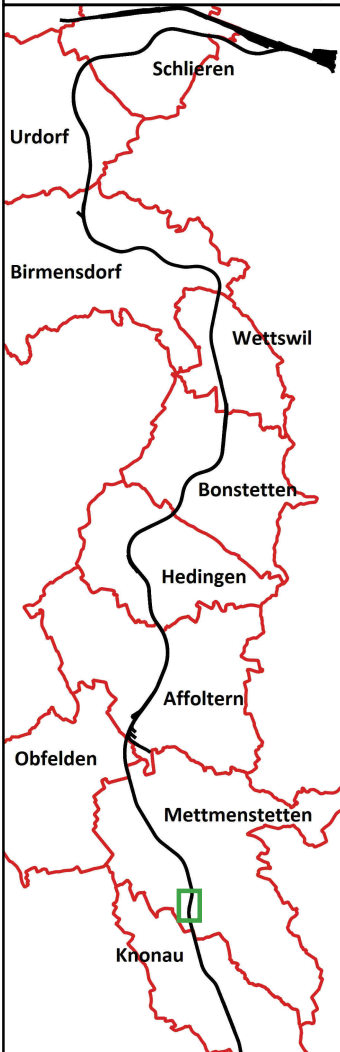 Schlieren
Urdorf
Birmensdorf
Wettswil
Bonstetten
Hedingen
Affoltern
Obfelden
Mettmenstetten
Knonau